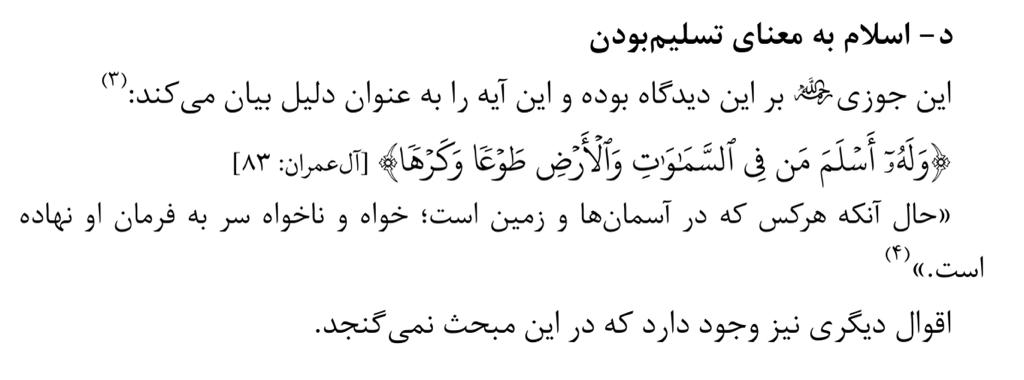 د- اسلام به معنای تسلیم‌بودن
این جوزی رحمه‌الله بر این دیدگاه بوده و این آیه را به عنوان دلیل بیان می‌کند:(۳)
﴿وَلَهُۥٓ أَسۡلَمَ مَن فِي ٱلسَّمَٰوَٰتِ وَٱلۡأَرۡضِ طَوۡعٗا وَكَرۡهٗا﴾ [آل‌عمران: ۸۳]
«حال آنکه هرکس که در آسمان‌ها و زمین است؛ خواه و ناخواه سر به فرمان او نهاده
است.»(۴)
اقوال دیگری نیز وجود دارد که در این مبحث نمی‌گنجد.